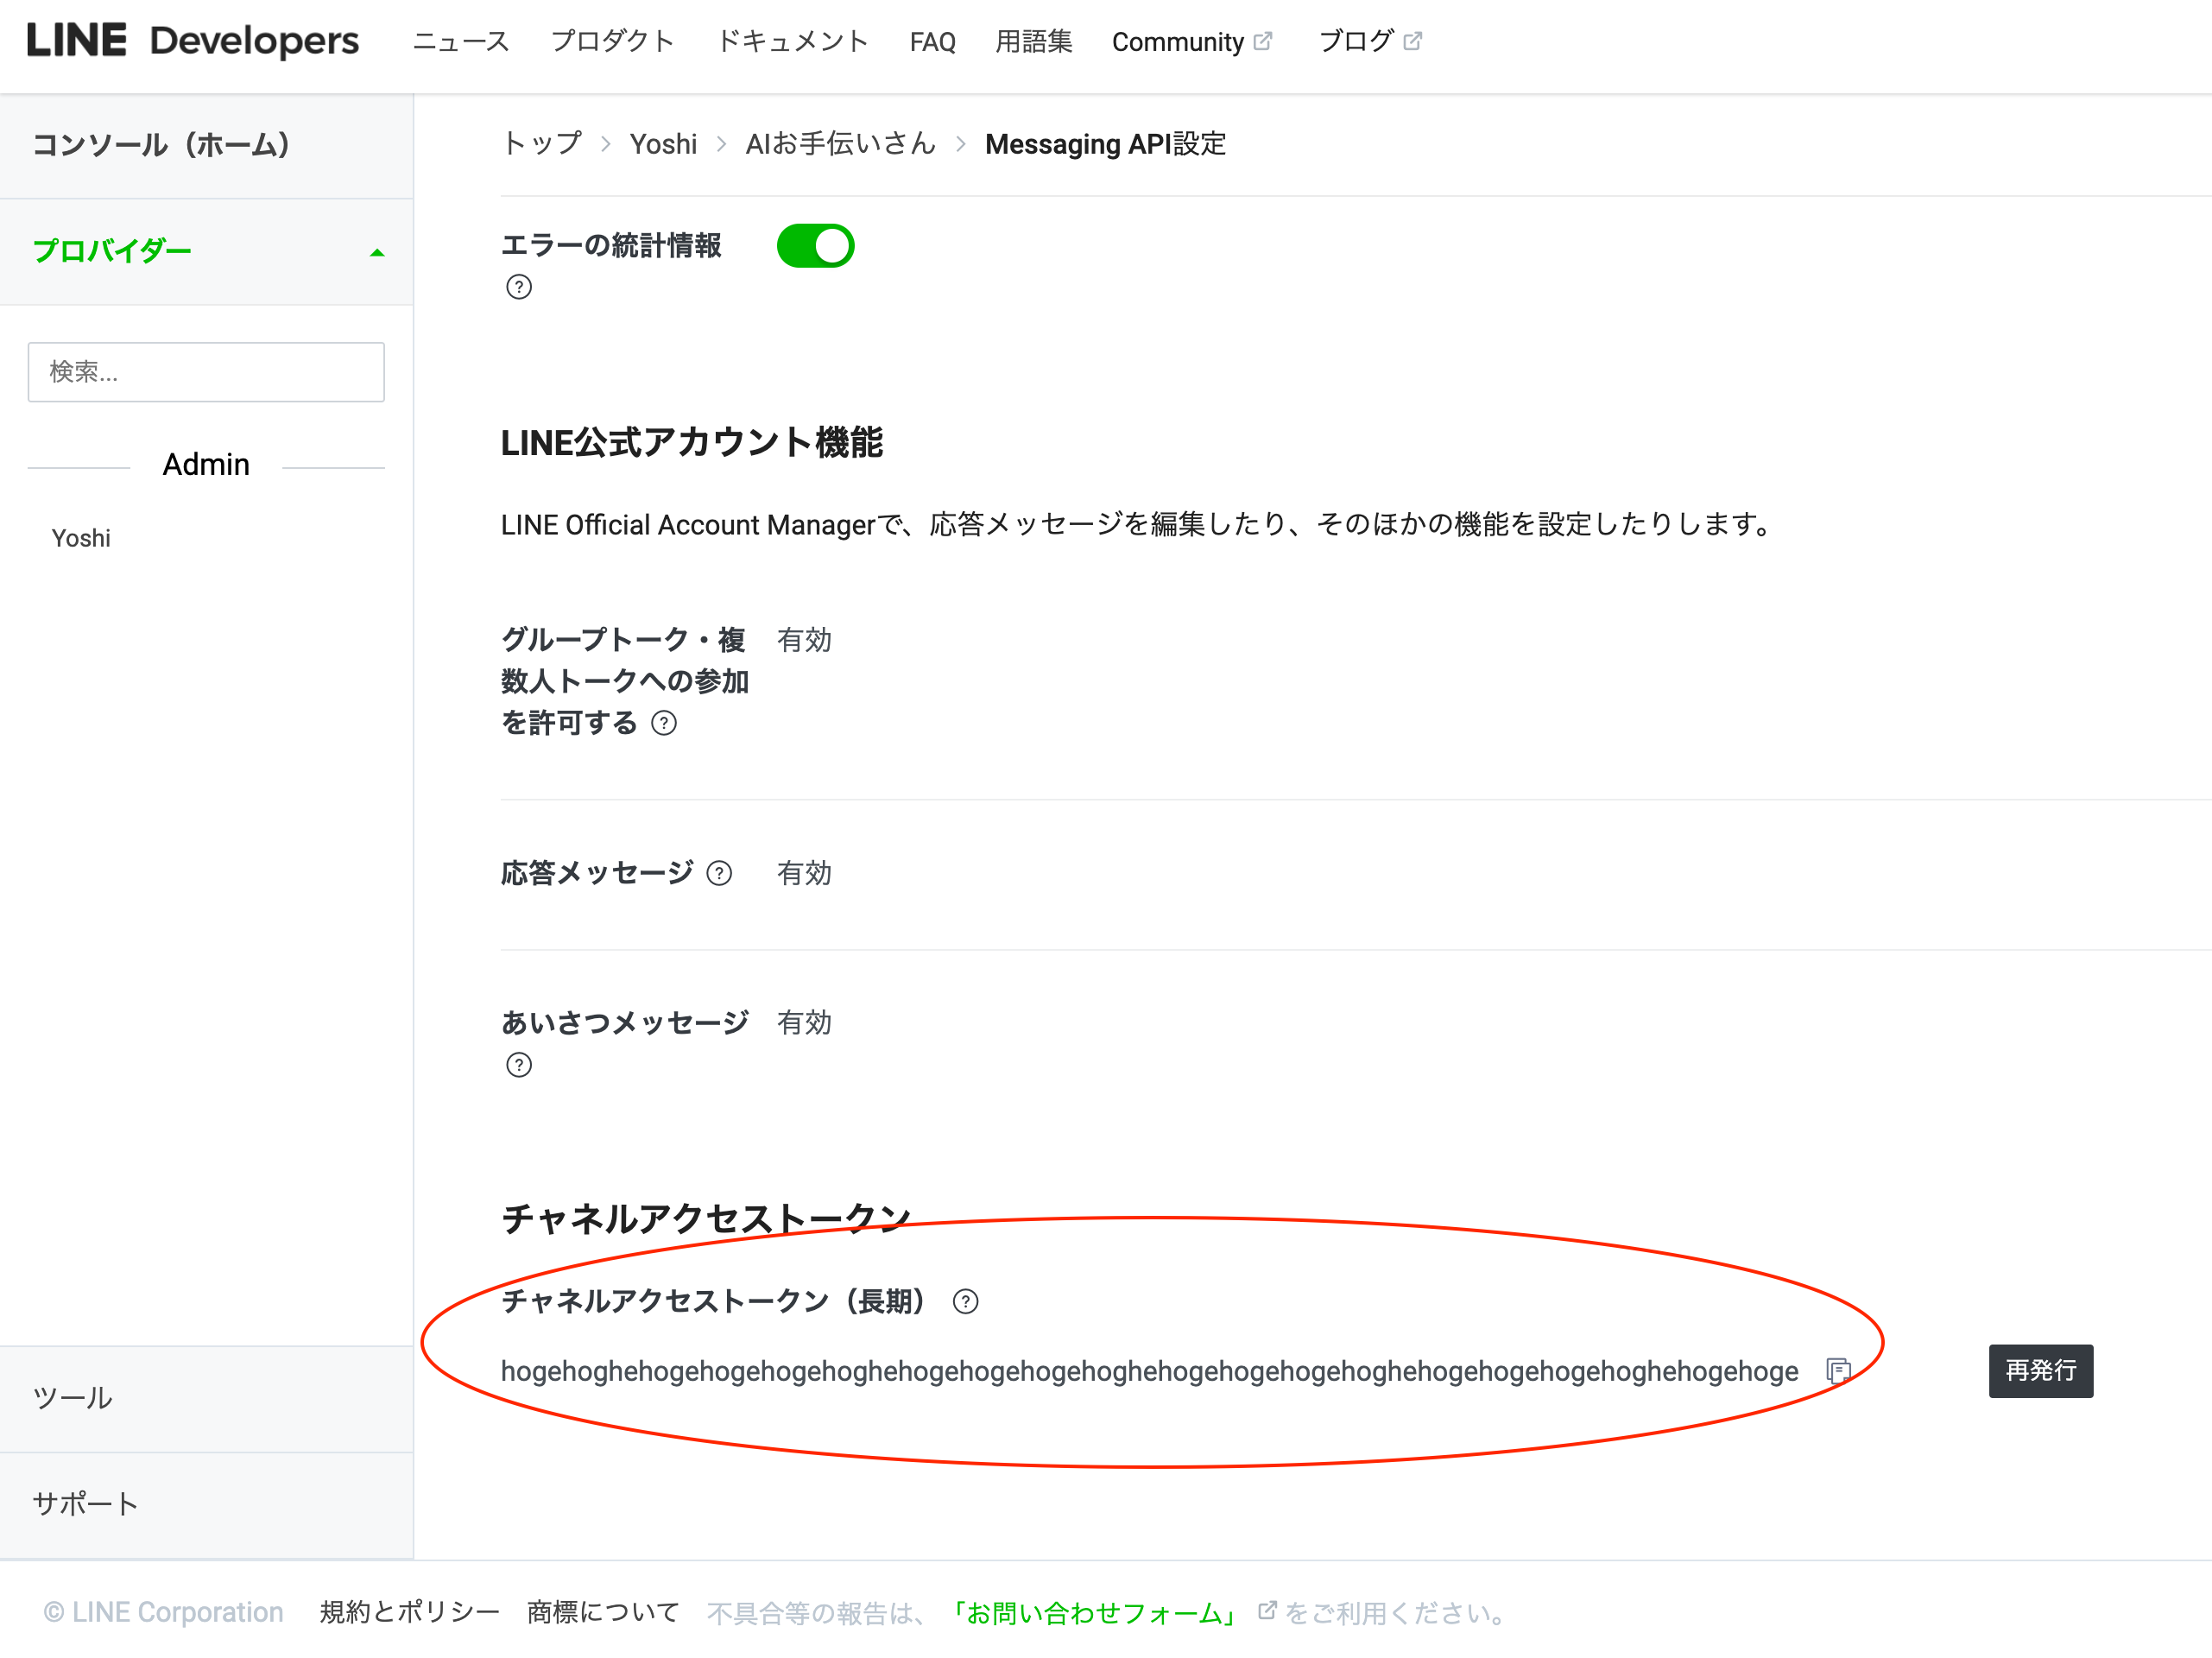 LINE Developers ニュース プロダクト ドキュメント FAQ 用語集 Community ブログ
コンソール（ホーム）
プロバイダー
検索...
Admin
Yoshi
ツール
サポート
トップ > Yoshi > AIお手伝いさん > Messaging API設定
エラーの統計情報
?
LINE公式アカウント機能
LINE Official Account Managerで、応答メッセージを編集したり、そのほかの機能を設定したりします。
グループトーク・複 有効
数人トークへの参加
を許可する ?
応答メッセージ ? 有効
あいさつメッセージ 有効
?
チャネルアクセストークン
チャネルアクセストークン（長期） ?
hogehoghehogehogehogehoghehogehogehogehoghehogehogehogehoghehogehogehogehoghehogehoge 再発行
© LINE Corporation 規約とポリシー 商標について 不具合等の報告は、「お問い合わせフォーム」をご利用ください。